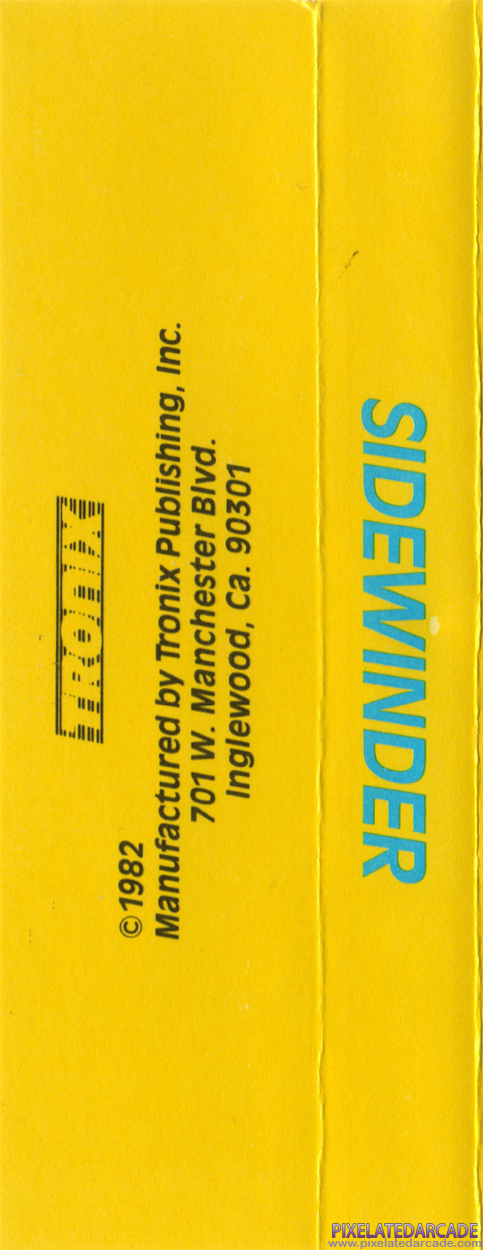 TRONIX
©1982
Manufactured by Tronix Publishing, Inc.
701 W. Manchester Blvd.
Inglewood, Ca. 90301
SIDEWINDER
PIXELATEDARCADE
www.pixelatedarcade.com